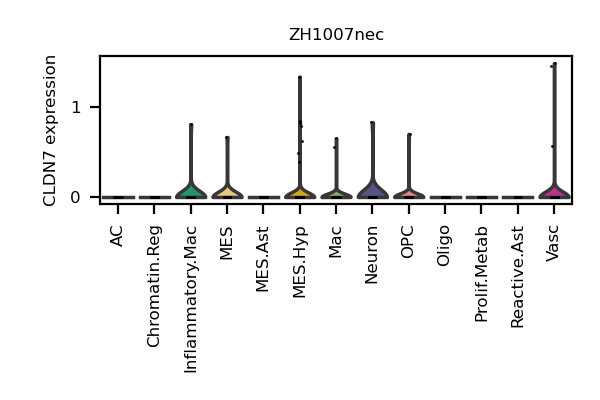 ZH1007nec
CLDN7 expression
1
0
AC
Chromatin.Reg
Inflammatory.Mac
MES
MES.Ast
MES.Hyp
Mac
Neuron
OPC
Oligo
Prolif.Metab
Reactive.Ast
Vasc